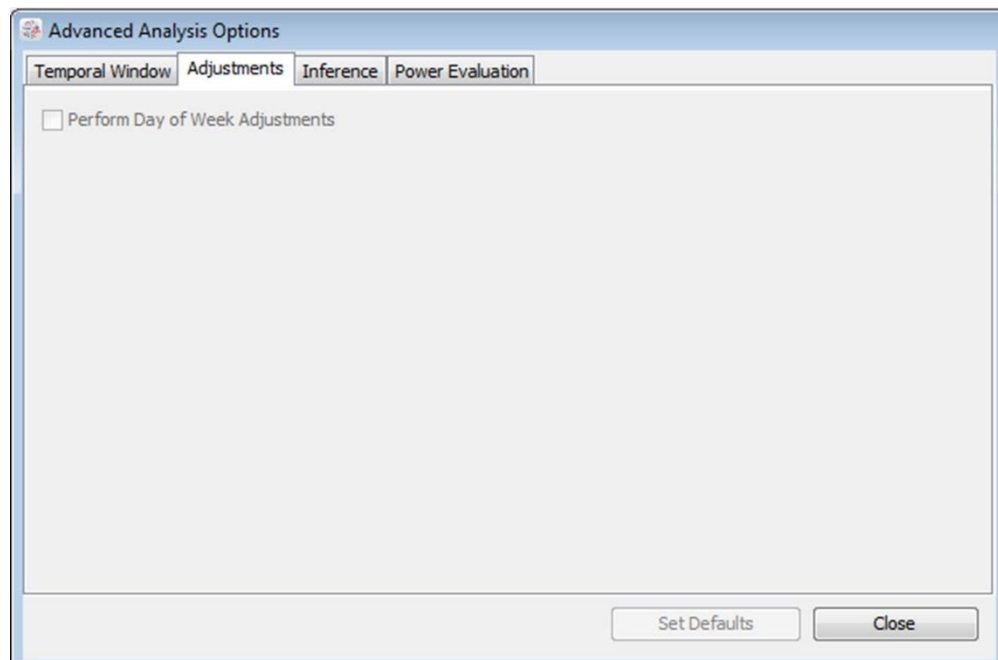 Advanced Analysis Options
Temporal Window Adjustments Inference Power Evaluation
Perform Day of Week Adjustments
Set Defaults Close